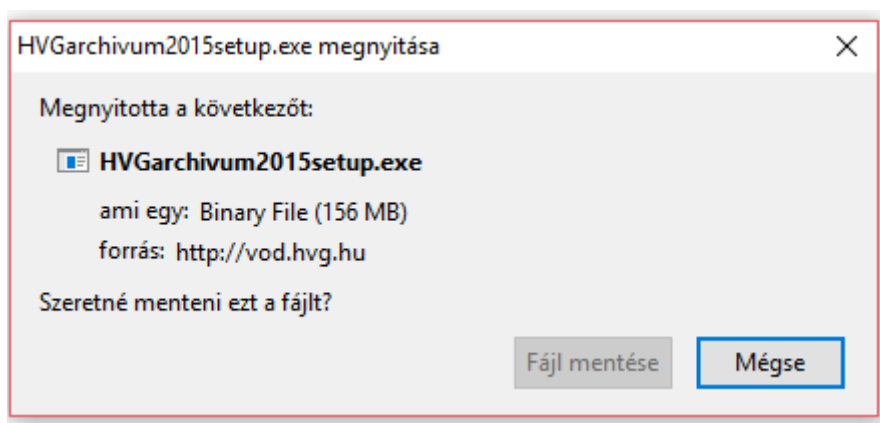 HVGarchivum2015setup.exe megnyitása
Megnyitotta a következőt:
HVGarchivum2015setup.exe
ami egy: Binary File (156 MB)
forrás: http://vod.hvg.hu
Szeretné menteni ezt a fájlt?
Fájl mentése Mégse